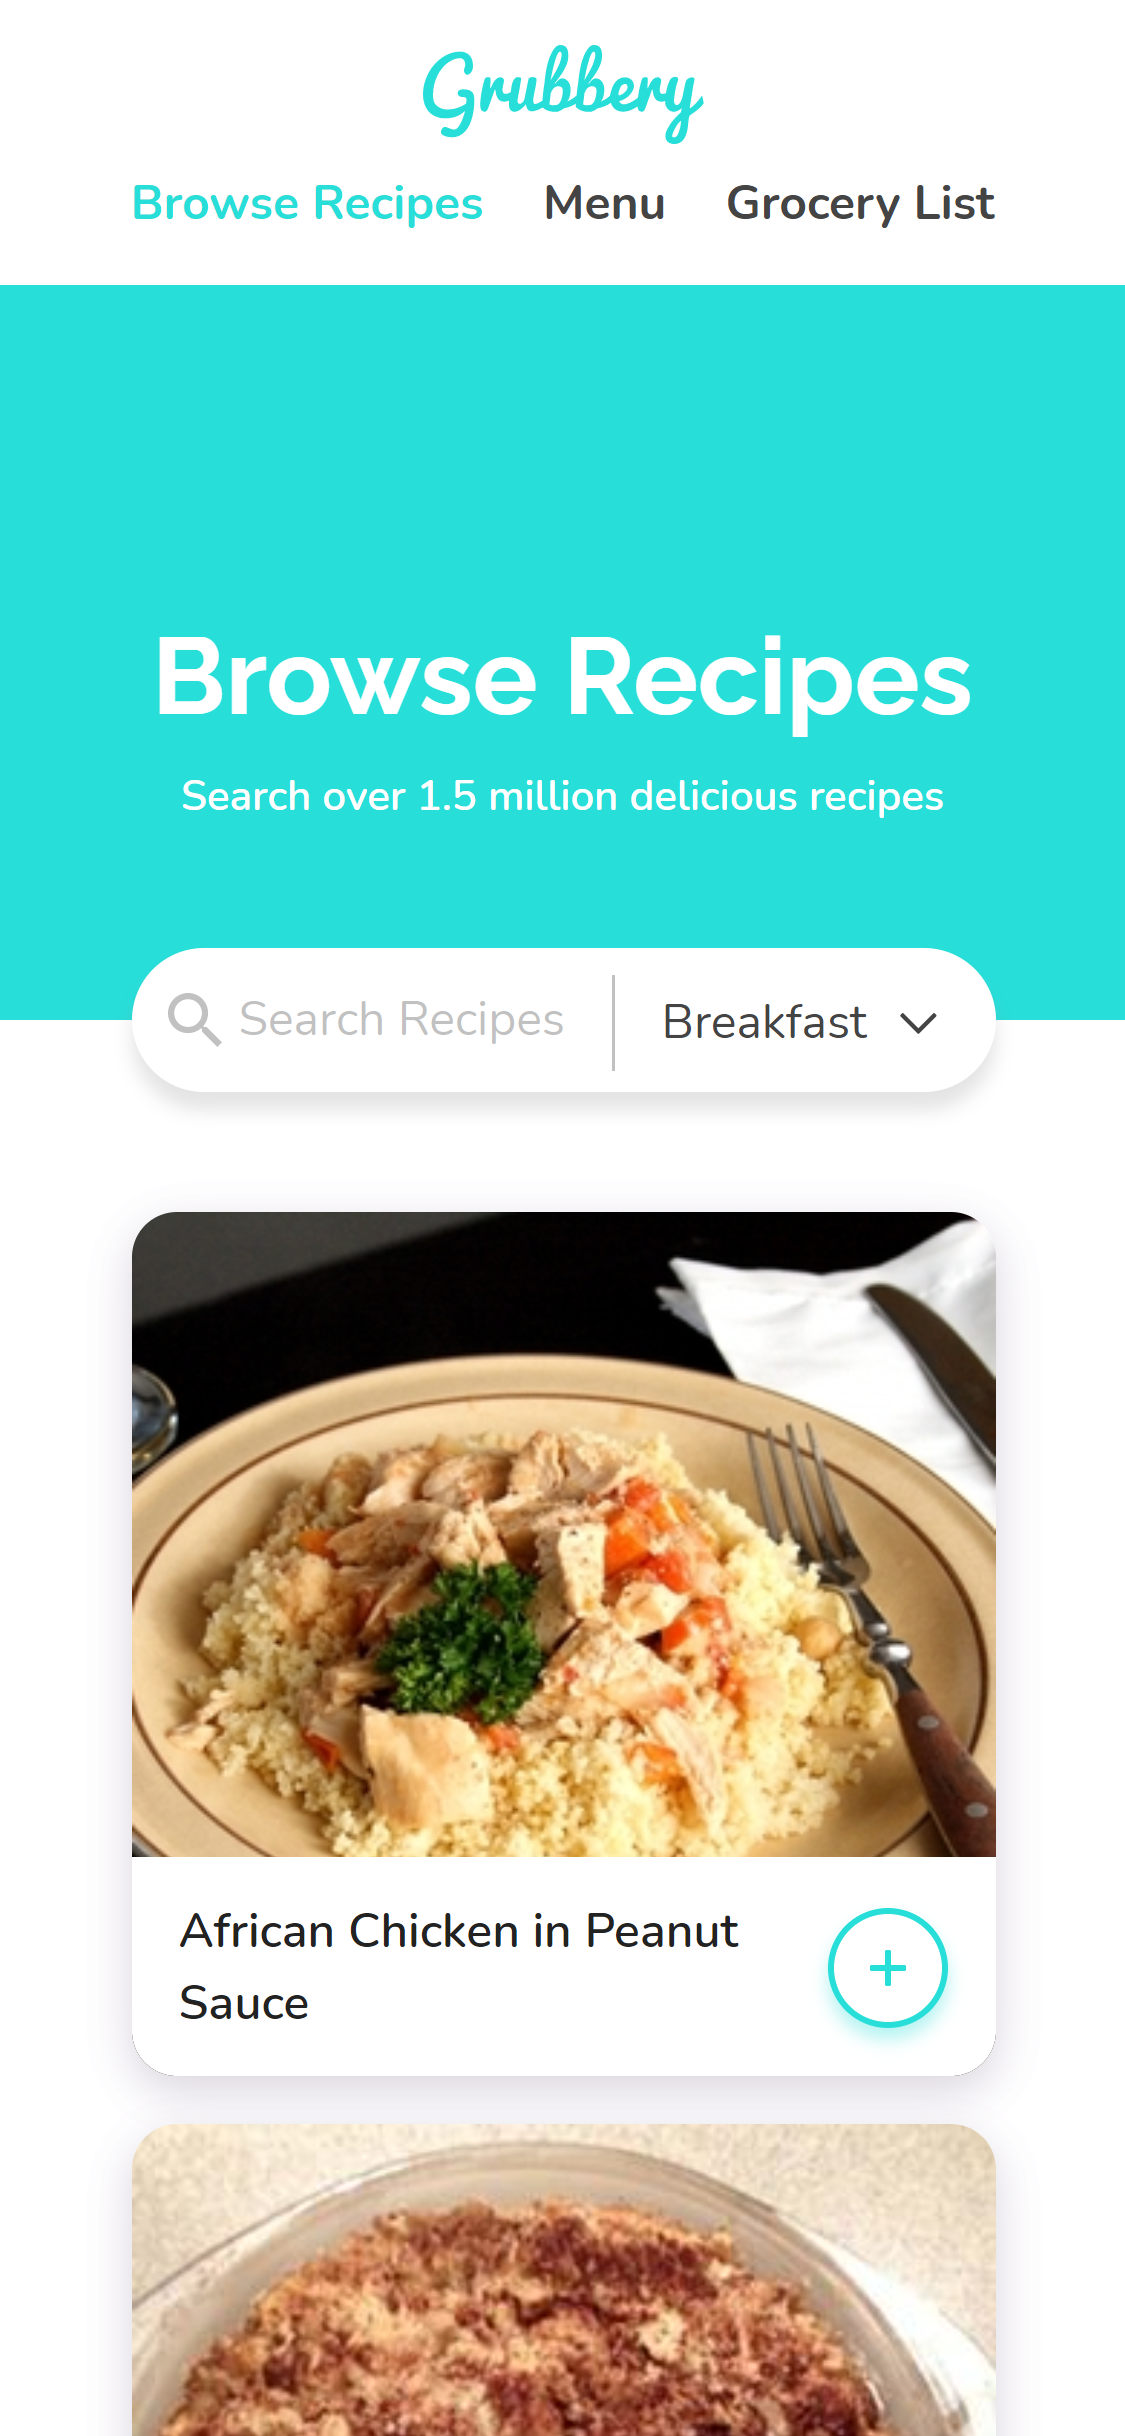 Grubbery
Browse Recipes Menu Grocery List
Browse Recipes
Search over 1.5 million delicious recipes
Search Recipes Breakfast
African Chicken in Peanut
Sauce